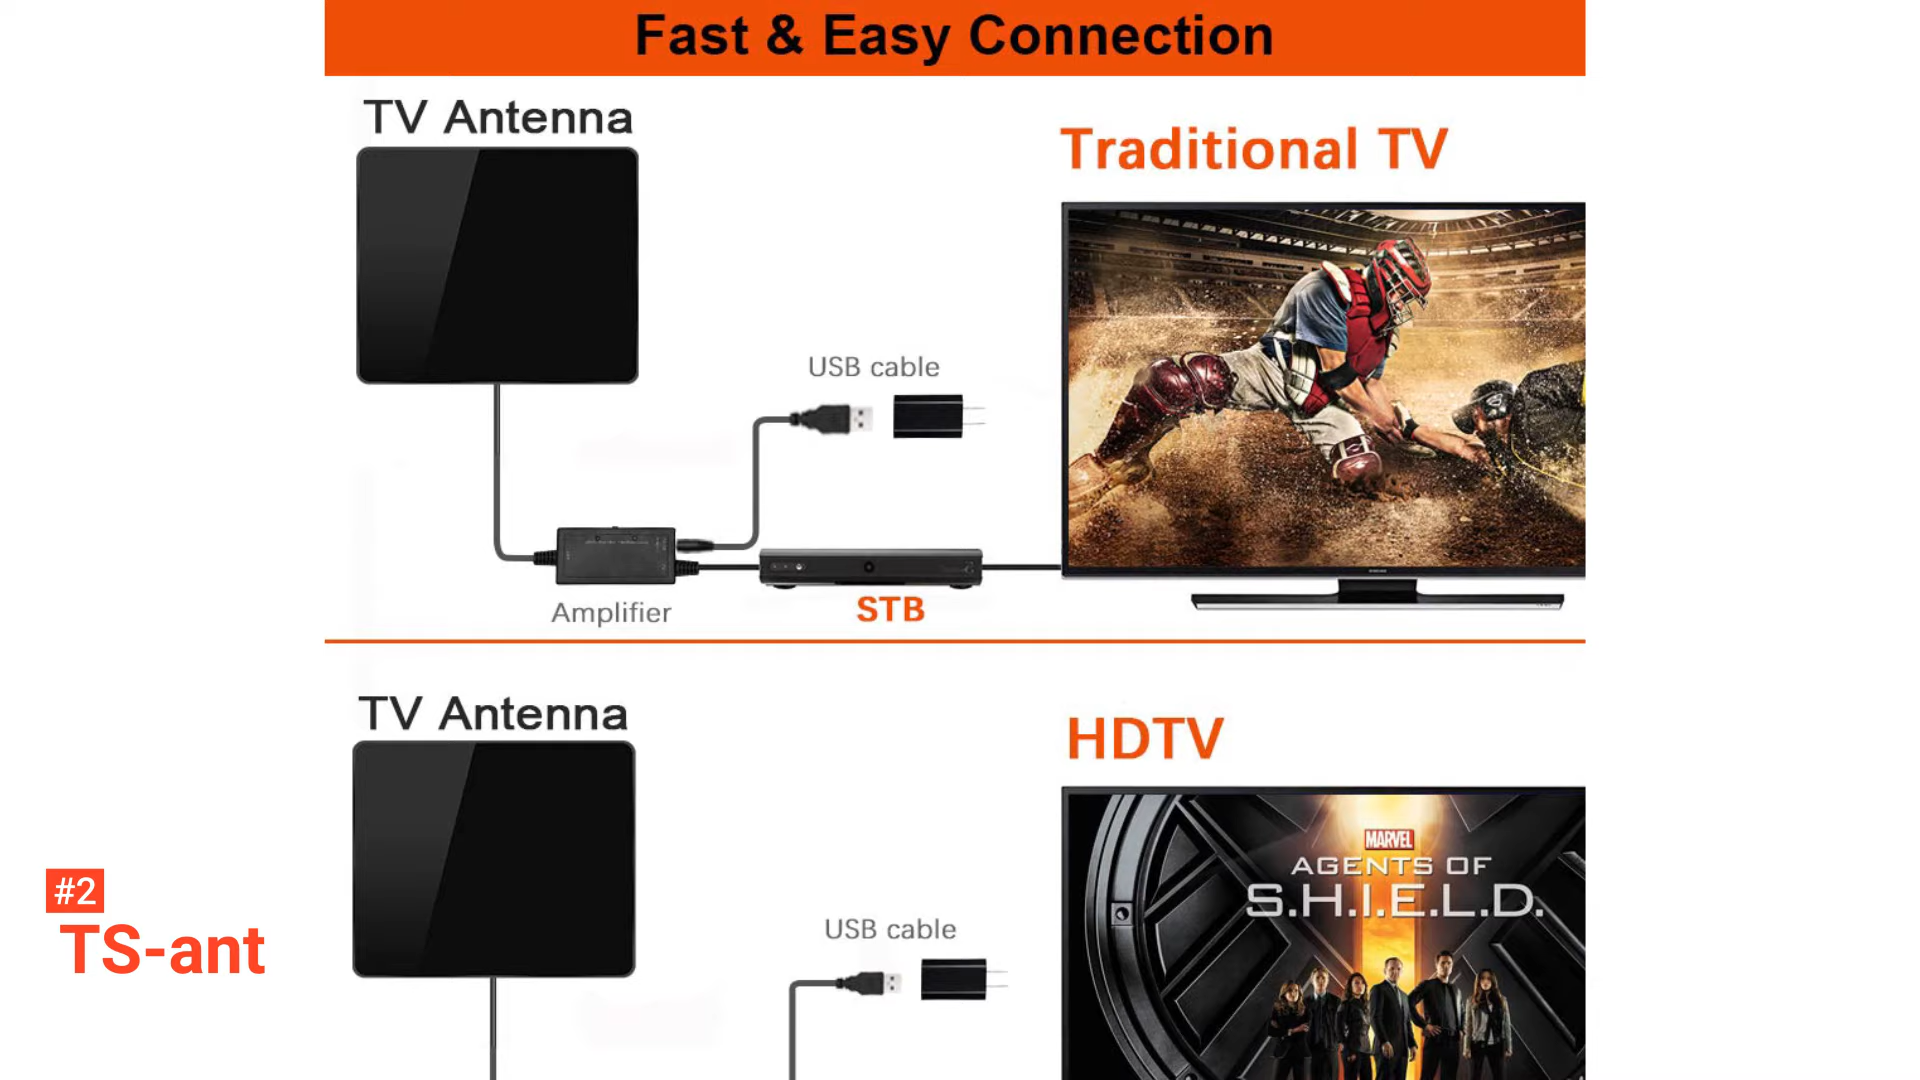 Fast & Easy Connection
TV Antenna
Traditional TV
USB cable
Amplifier
STB
TV Antenna
HDTV
MARVEL
AGENTS OF
S.H.I.E.L.D.
USB cable
#2
TS-ant